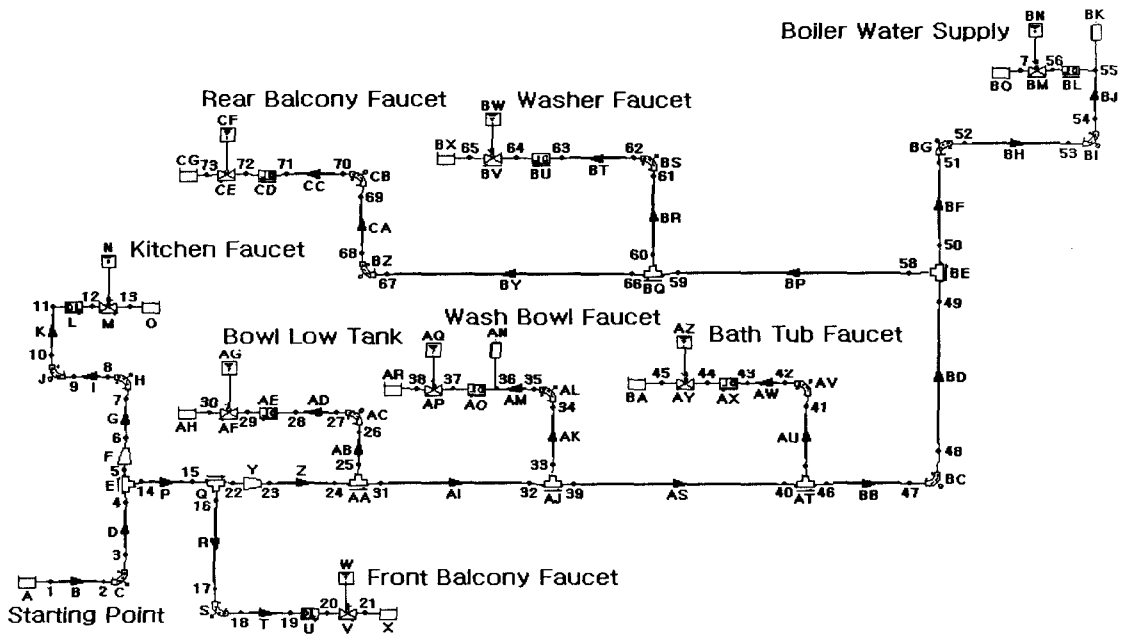 Boiler Water Supply
BN
BK
7 56
55
BO BM BL
BJ
54
BG 52 BH 53 BI
51
Rear Balcony Faucet
CF
CG 73 72 71 70 CB
CE CD CC
69
CA
68
BZ
67
Washer Faucet
BW
BX 65 64 63 62 BS
BV BU BT
61
BR
60
BY 66 BQ 59 BP 58 BE
BF
50
49
BD
48
Kitchen Faucet
N
11 12 13
L M O
K
10
J 9 I 8 H
7
G
6
F
5
E 14 P 15 Q 22 Y 23 Z 24 AA 31 AI 32 AJ 39 AS 40 AT 46 BB 47 BC
4
16
D
3
A 1 B 2 C
Starting Point
Bowl Low Tank
AG
AH 30 AF 29 AE 28 AD 27 AC
26
AB
25
Wash Bowl Faucet
AQ AN
AR 38 37 36 35 AL
AP AO AM
34
AK
33
Bath Tub Faucet
AZ
45 44 43 42 AV
BA AY AX AW
41
AU
R
17
S 18 T 19 U 20 V 21 X
W
Front Balcony Faucet